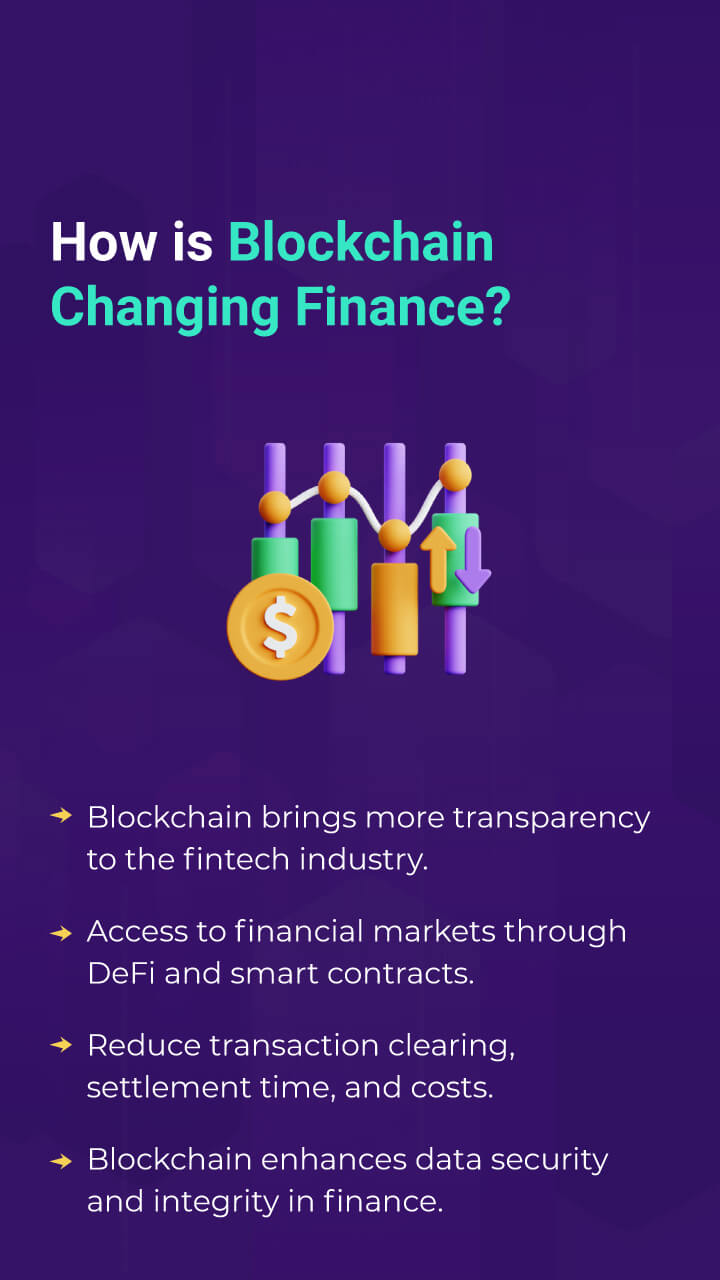 How is Blockchain
Changing Finance?
$
Blockchain brings more transparency
to the fintech industry.
Access to financial markets through
DeFi and smart contracts.
Reduce transaction clearing,
settlement time, and costs.
Blockchain enhances data security
and integrity in finance.